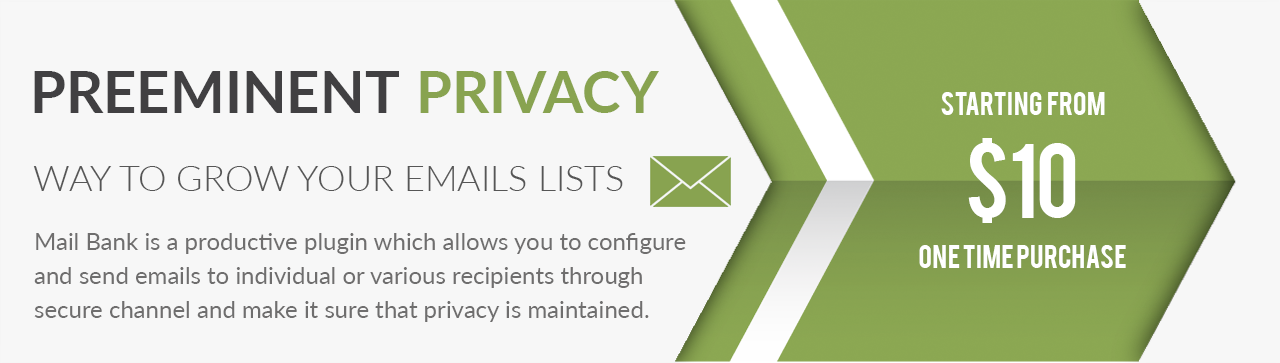 PREEMINENT PRIVACY
WAY TO GROW YOUR EMAILS LISTS
Mail Bank is a productive plugin which allows you to configure
and send emails to individual or various recipients through
secure channel and make it sure that privacy is maintained.
STARTING FROM
$10
ONE TIME PURCHASE